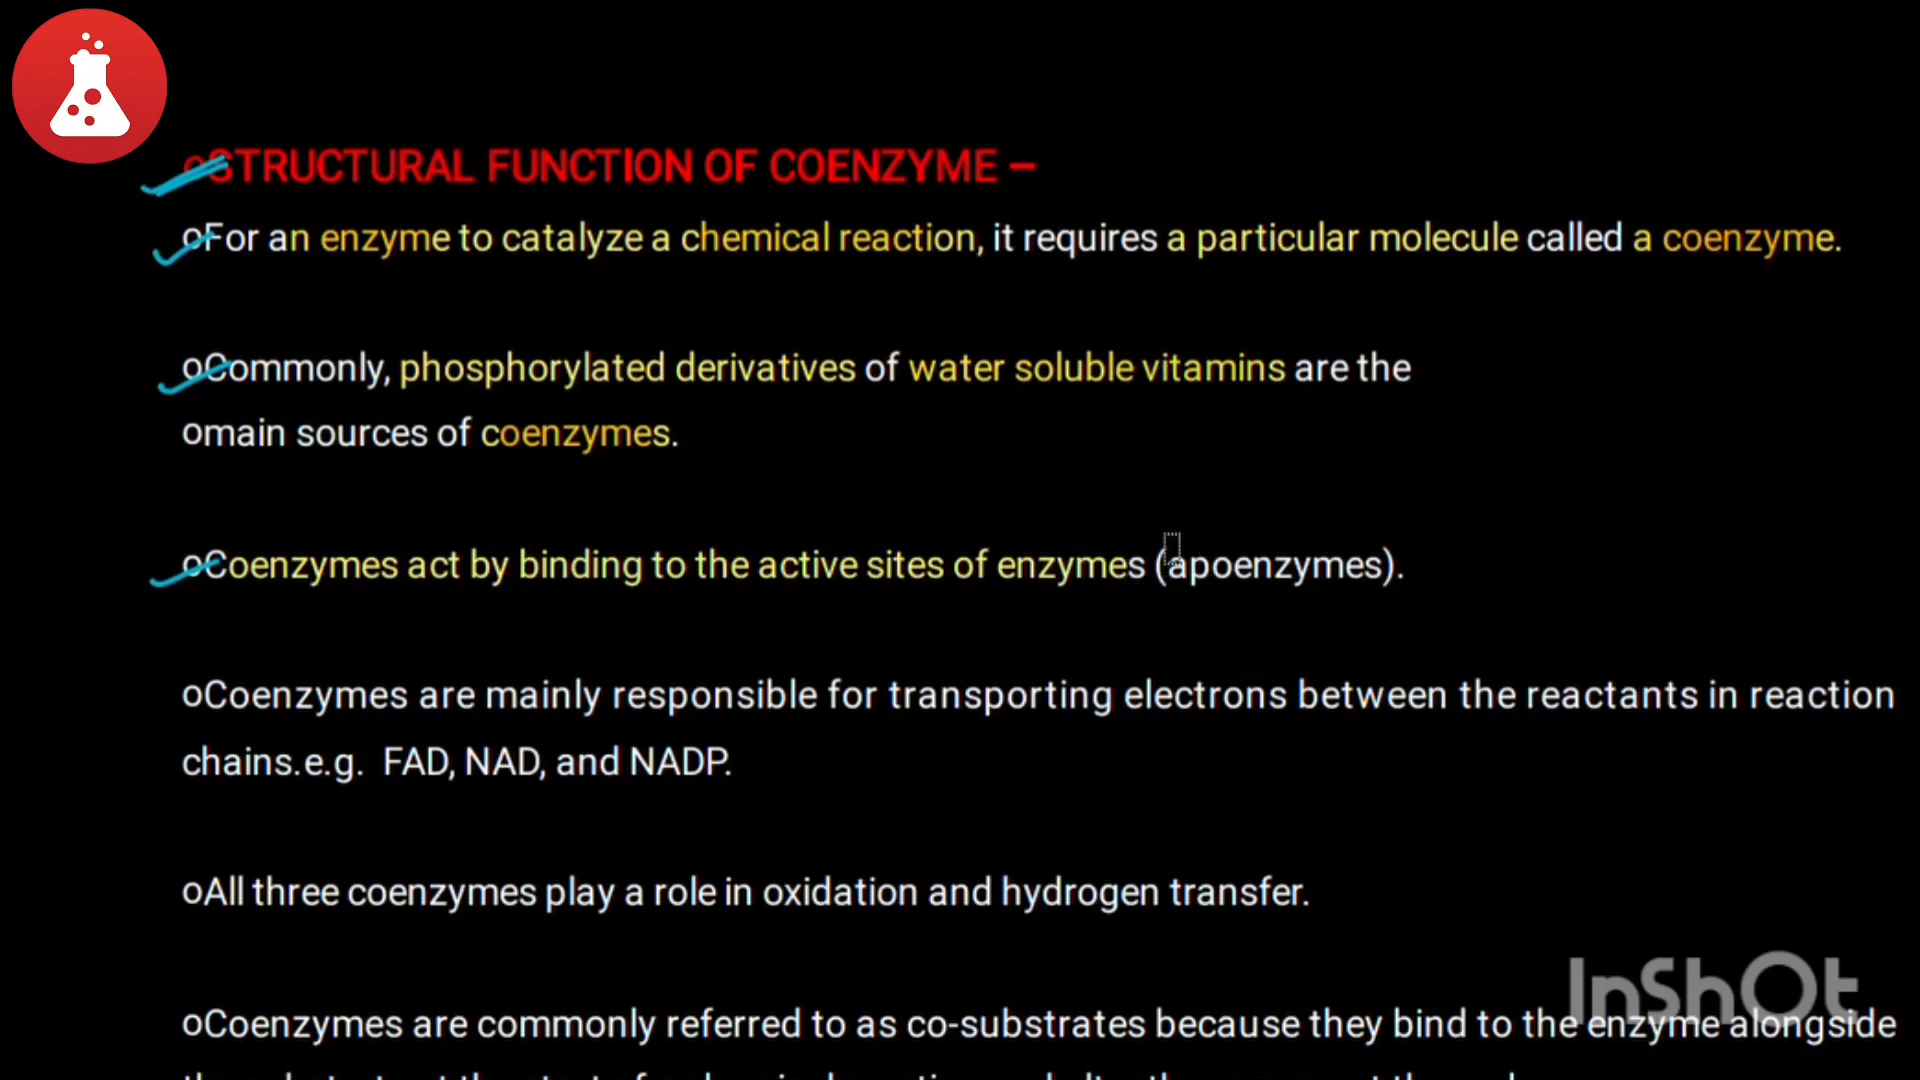 oSTRUCTURAL FUNCTION OF COENZYME –
oFor an enzyme to catalyze a chemical reaction, it requires a particular molecule called a coenzyme.
oCommonly, phosphorylated derivatives of water soluble vitamins are the
omain sources of coenzymes.
oCoenzymes act by binding to the active sites of enzymes (apoenzymes).
oCoenzymes are mainly responsible for transporting electrons between the reactants in reaction
chains.e.g. FAD, NAD, and NADP.
oAll three coenzymes play a role in oxidation and hydrogen transfer.
InShOt
oCoenzymes are commonly referred to as co-substrates because they bind to the enzyme alongside